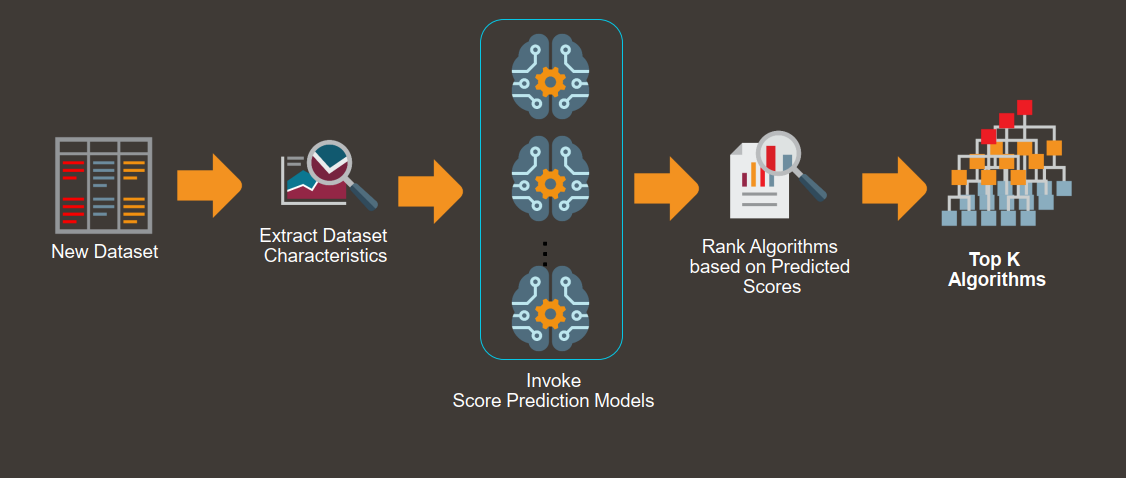 New Dataset
Extract Dataset
Characteristics
Invoke
Score Prediction Models
Rank Algorithms
based on Predicted
Scores
Top K
Algorithms